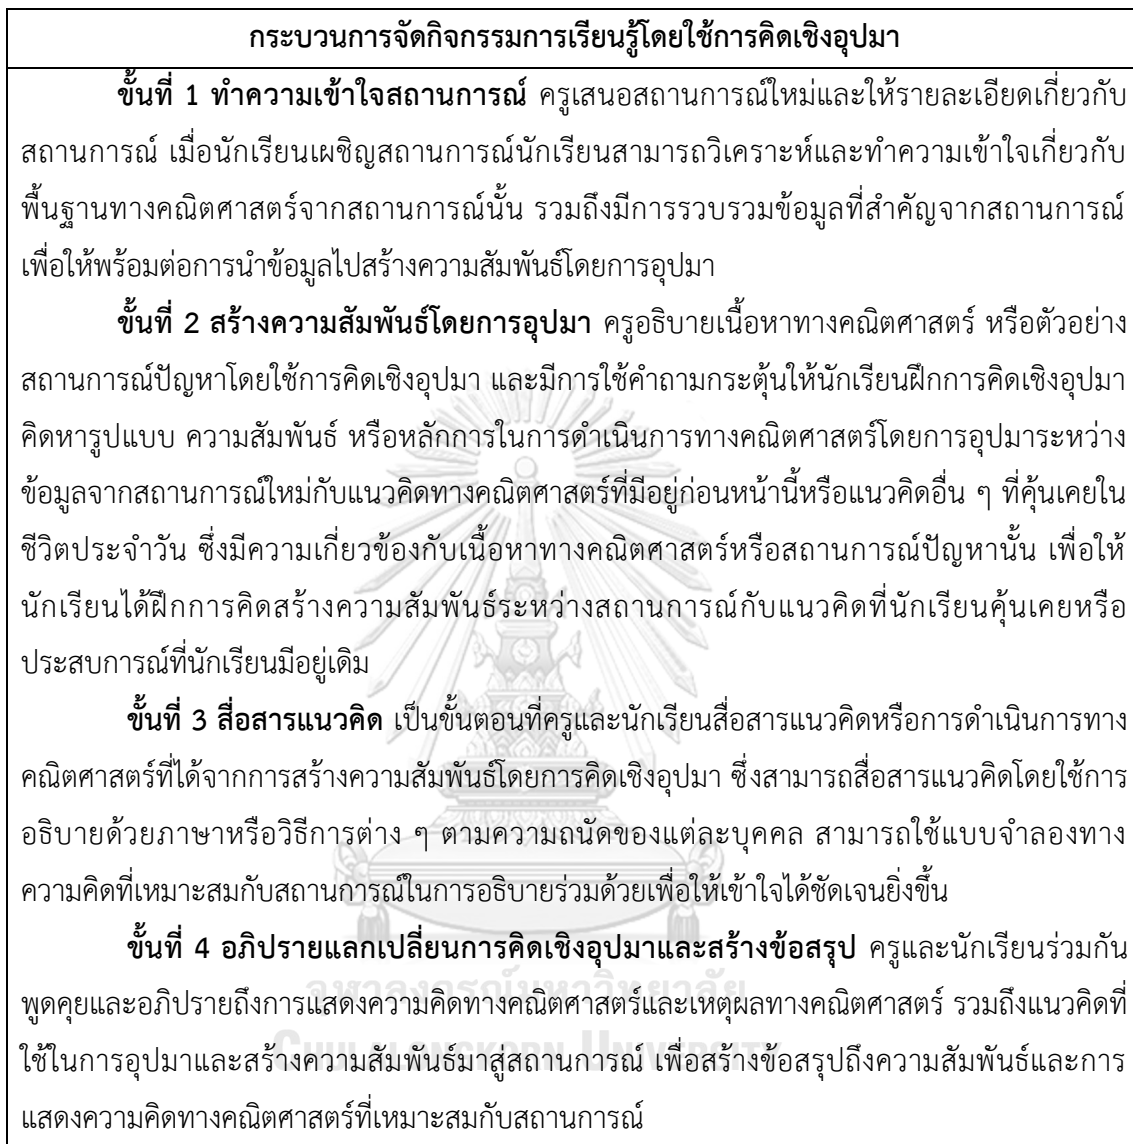 กระบวนการจัดกิจกรรมการเรียนรู้โดยใช้การคิดเชิงอุปมา
ขั้นที่ 1 ทำความเข้าใจสถานการณ์ ครูเสนอสถานการณ์ใหม่และให้รายละเอียดเกี่ยวกับ
สถานการณ์ เมื่อนักเรียนเผชิญสถานการณ์นักเรียนสามารถวิเคราะห์และทำความเข้าใจเกี่ยวกับ
พื้นฐานทางคณิตศาสตร์จากสถานการณ์นั้น รวมถึงมีการรวบรวมข้อมูลที่สำคัญจากสถานการณ์
เพื่อให้พร้อมต่อการนำข้อมูลไปสร้างความสัมพันธ์โดยการอุปมา
ขั้นที่ 2 สร้างความสัมพันธ์โดยการอุปมา ครูอธิบายเนื้อหาทางคณิตศาสตร์ หรือตัวอย่าง
สถานการณ์ปัญหาโดยใช้การคิดเชิงอุปมา และมีการใช้คำถามกระตุ้นให้นักเรียนฝึกการคิดเชิงอุปมา
คิดหารูปแบบ ความสัมพันธ์ หรือหลักการในการดำเนินการทางคณิตศาสตร์โดยการอุปมาระหว่าง
ข้อมูลจากสถานการณ์ใหม่กับแนวคิดทางคณิตศาสตร์ที่มีอยู่ก่อนหน้านี้หรือแนวคิดอื่น ๆ ที่คุ้นเคยใน
ชีวิตประจำวัน ซึ่งมีความเกี่ยวข้องกับเนื้อหาทางคณิตศาสตร์หรือสถานการณ์ปัญหานั้น เพื่อให้
นักเรียนได้ฝึกการคิดสร้างความสัมพันธ์ระหว่างสถานการณ์กับแนวคิดที่นักเรียนคุ้นเคยหรือ
ประสบการณ์ที่นักเรียนมีอยู่เดิม
ขั้นที่ 3 สื่อสารแนวคิด เป็นขั้นตอนที่ครูและนักเรียนสื่อสารแนวคิดหรือการดำเนินการทาง
คณิตศาสตร์ที่ได้จากการสร้างความสัมพันธ์โดยการคิดเชิงอุปมา ซึ่งสามารถสื่อสารแนวคิดโดยใช้การ
อธิบายด้วยภาษาหรือวิธีการต่าง ๆ ตามความถนัดของแต่ละบุคคล สามารถใช้แบบจำลองทาง
ความคิดที่เหมาะสมกับสถานการณ์ในการอธิบายร่วมด้วยเพื่อให้เข้าใจได้ชัดเจนยิ่งขึ้น
ขั้นที่ 4 อภิปรายแลกเปลี่ยนการคิดเชิงอุปมาและสร้างข้อสรุป ครูและนักเรียนร่วมกัน
จุฬาลงกรณ์มหาวิทยาลัย
พูดคุยและอภิปรายถึงการแสดงความคิดทางคณิตศาสตร์และเหตุผลทางคณิตศาสตร์ รวมถึงแนวคิดที่
CHULALONGKORN UNIVERSITY
ใช้ในการอุปมาและสร้างความสัมพันธ์มาสู่สถานการณ์ เพื่อสร้างข้อสรุปถึงความสัมพันธ์และการ
แสดงความคิดทางคณิตศาสตร์ที่เหมาะสมกับสถานการณ์